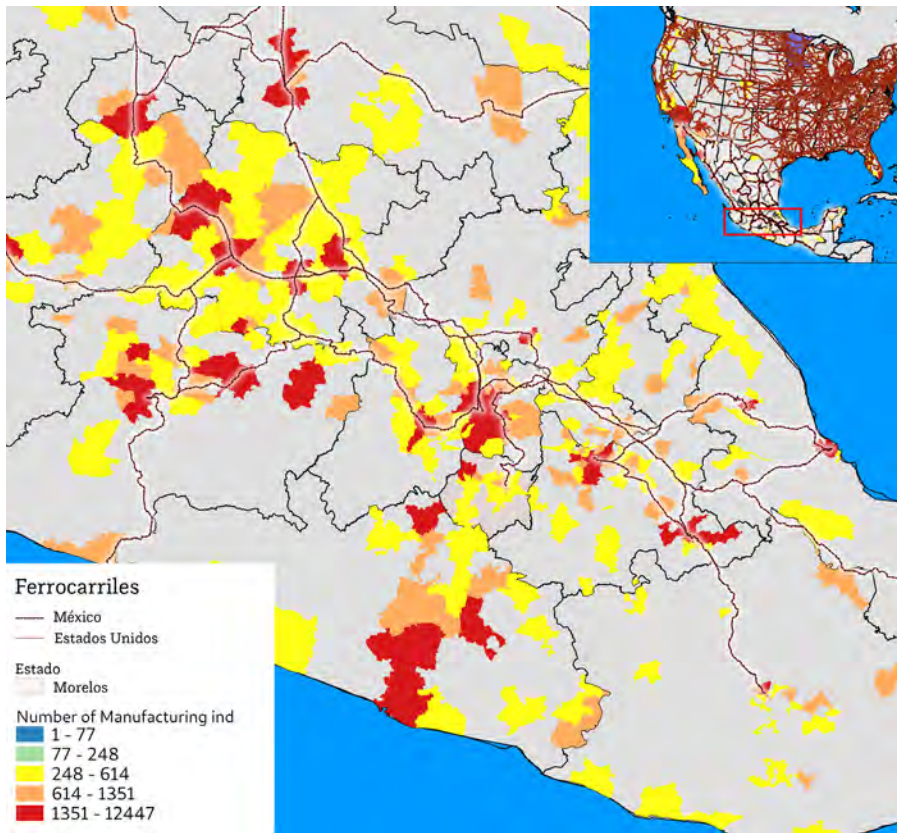 Ferrocarriles
México
Estados Unidos
Estado
Morelos
Number of Manufacturing ind
1 - 77
77 - 248
248 - 614
614 - 1351
1351 - 12447